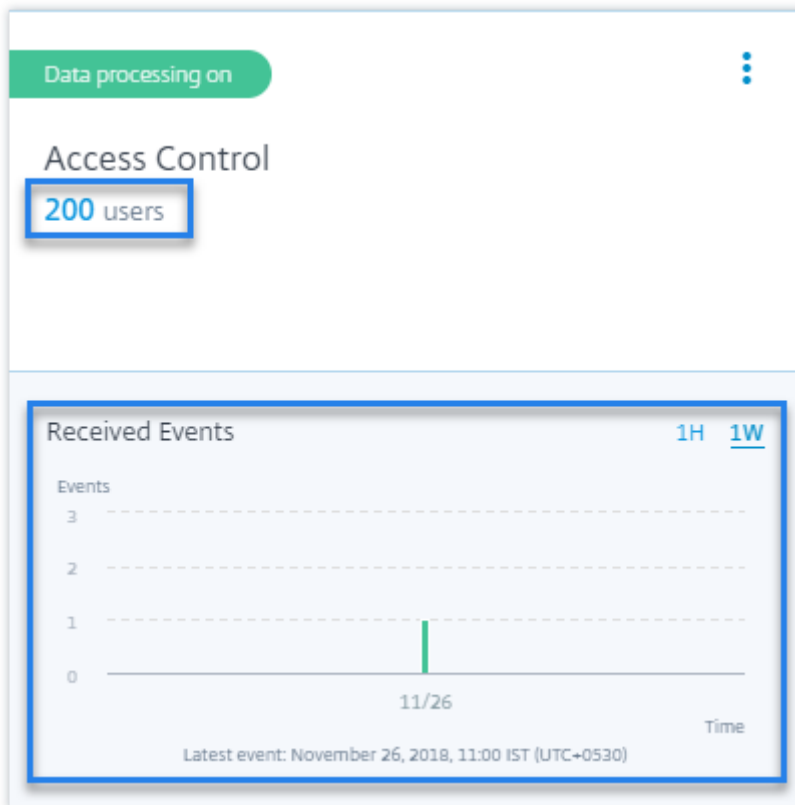 Data processing on
Access Control
200 users
Received Events
1H 1W
Events
3
2
1
0
11/26
Time
Latest event: November 26, 2018, 11:00 IST (UTC+0530)